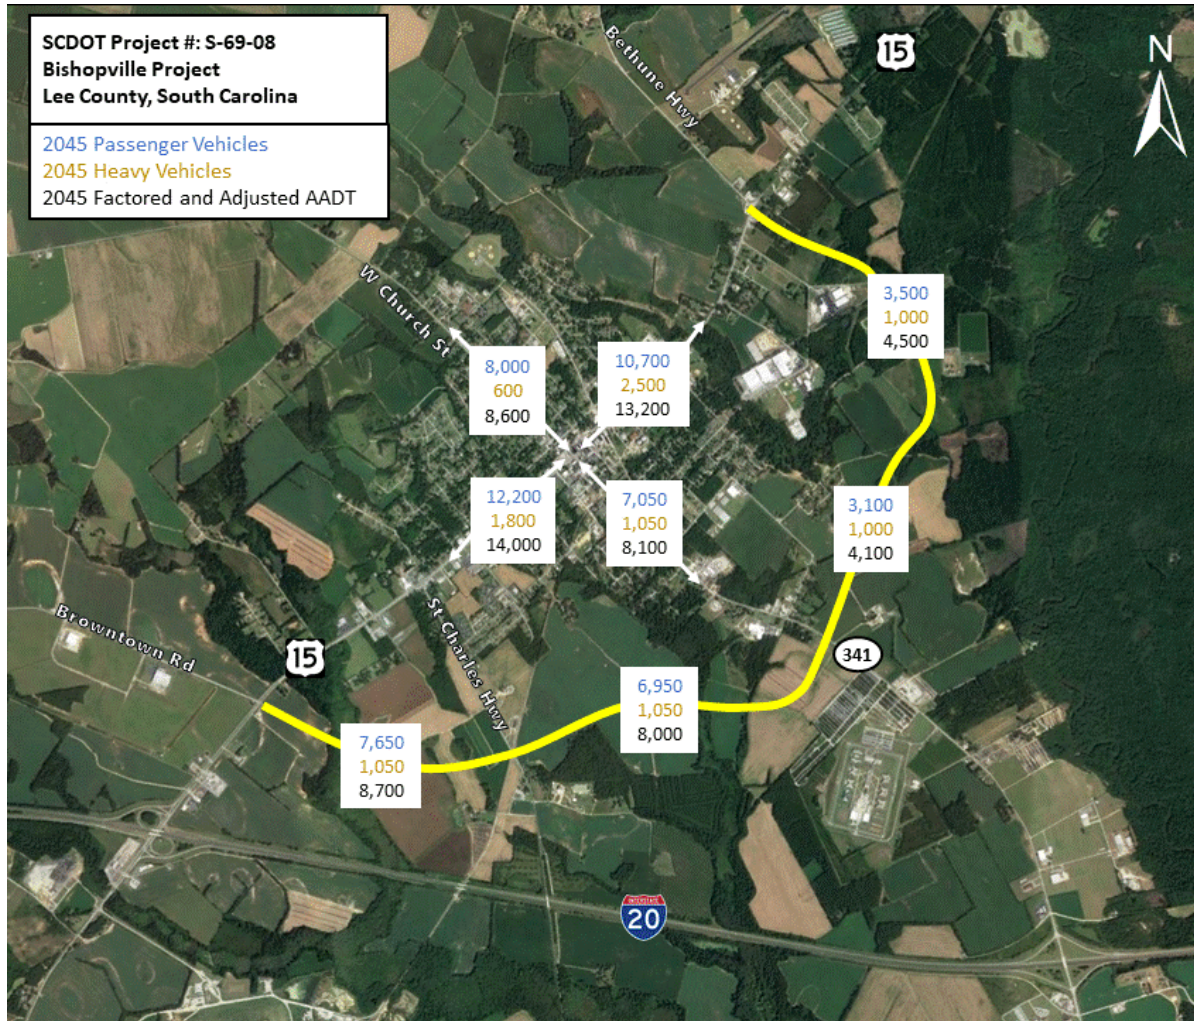 SCDOT Project #: S-69-08
Bishopville Project
Lee County, South Carolina
2045 Passenger Vehicles
2045 Heavy Vehicles
2045 Factored and Adjusted AADT
Bethune Hwy
15
N
W Church St
3,500
1,000
4,500
8,000
600
8,600
10,700
2,500
13,200
12,200
1,800
14,000
7,050
1,050
8,100
3,100
1,000
4,100
Browntown Rd
15
St Charles Hwy
341
6,950
1,050
8,000
7,650
1,050
8,700
INTERSTATE
20